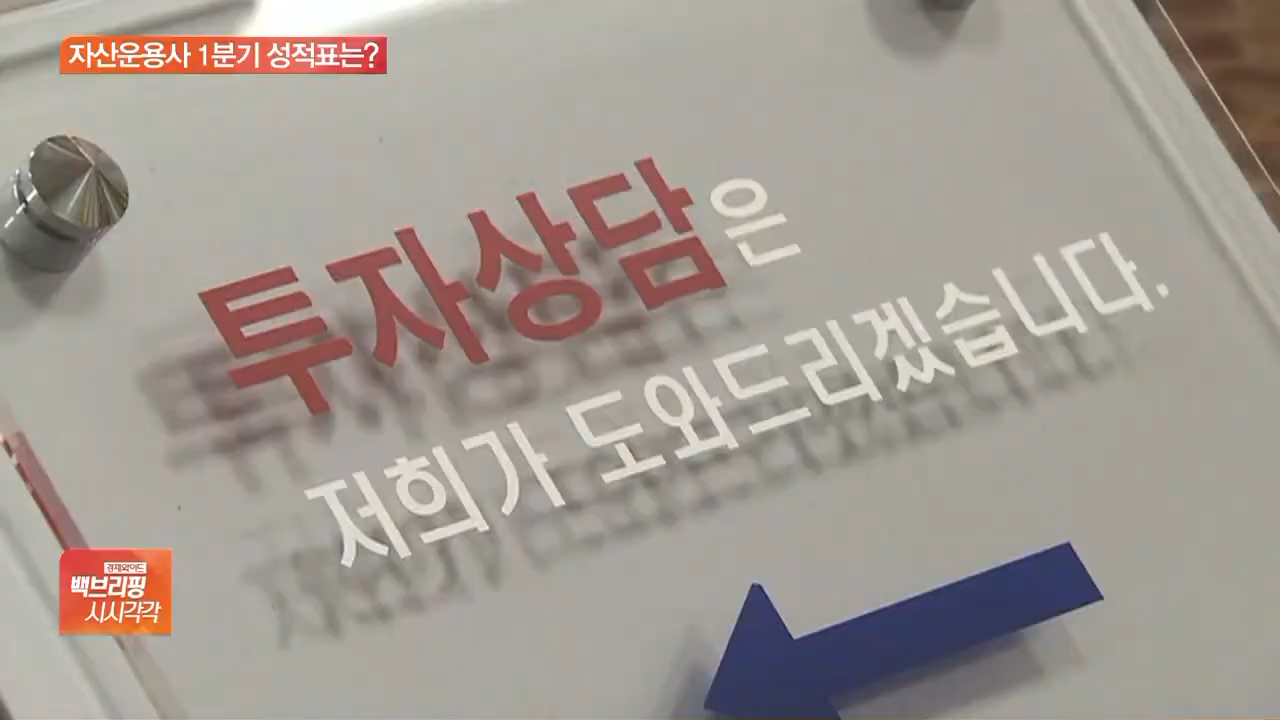 자산운용사 1분기 성적표는?
투자상담은
저희가 도와드리겠습니다.
경제와이드
백브리핑
시시각각